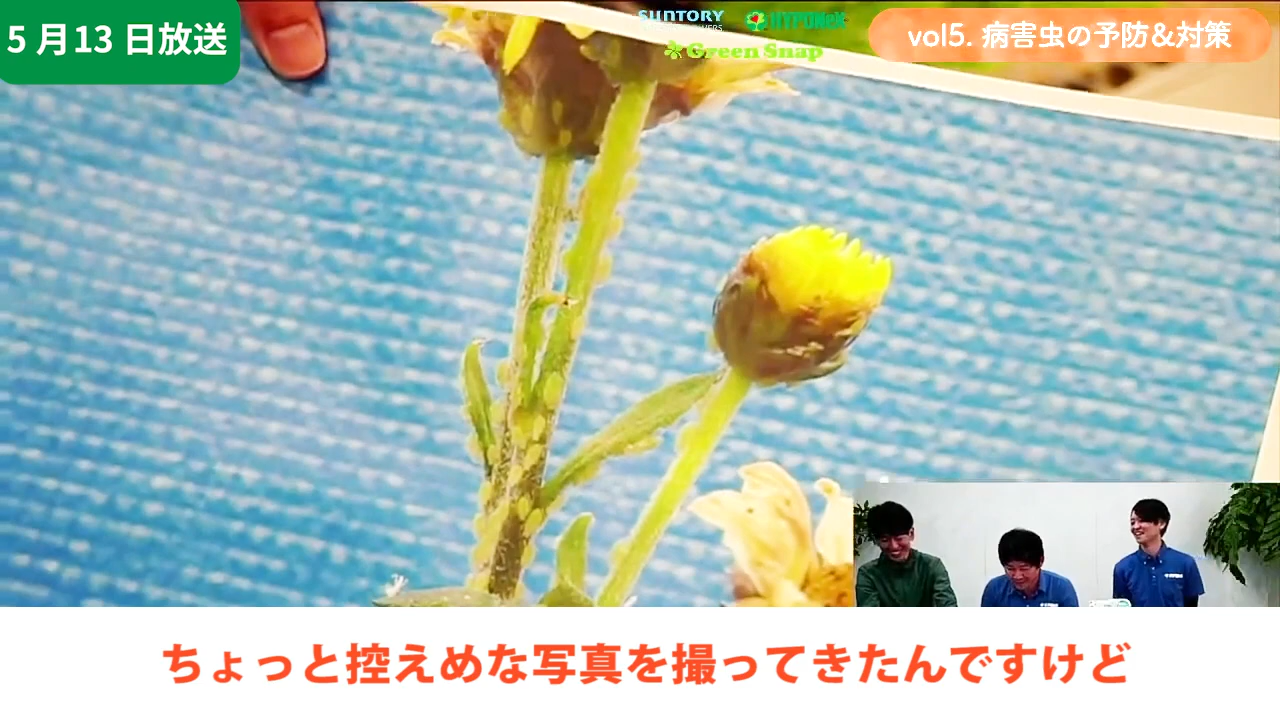 5月13日放送
SUNTORY
HYPONeX
Green Snap
vol5. 病害虫の予防&対策
ちょっと控えめな写真を撮ってきたんですけど